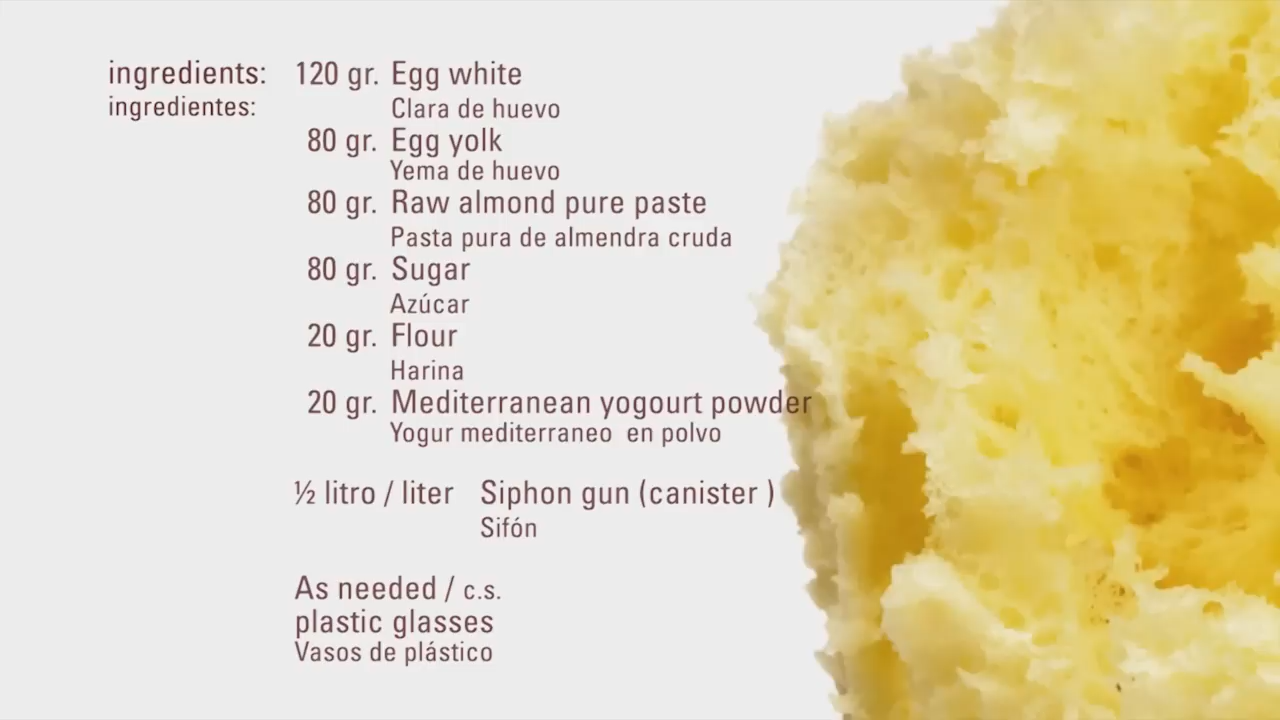 ingredients: 120 gr. Egg white
ingredientes: Clara de huevo
80 gr. Egg yolk
Yema de huevo
80 gr. Raw almond pure paste
Pasta pura de almendra cruda
80 gr. Sugar
Azúcar
20 gr. Flour
Harina
20 gr. Mediterranean yogourt powder
Yogur mediterraneo en polvo
½ litro / liter Siphon gun (canister )
Sifón
As needed / c.s.
plastic glasses
Vasos de plástico